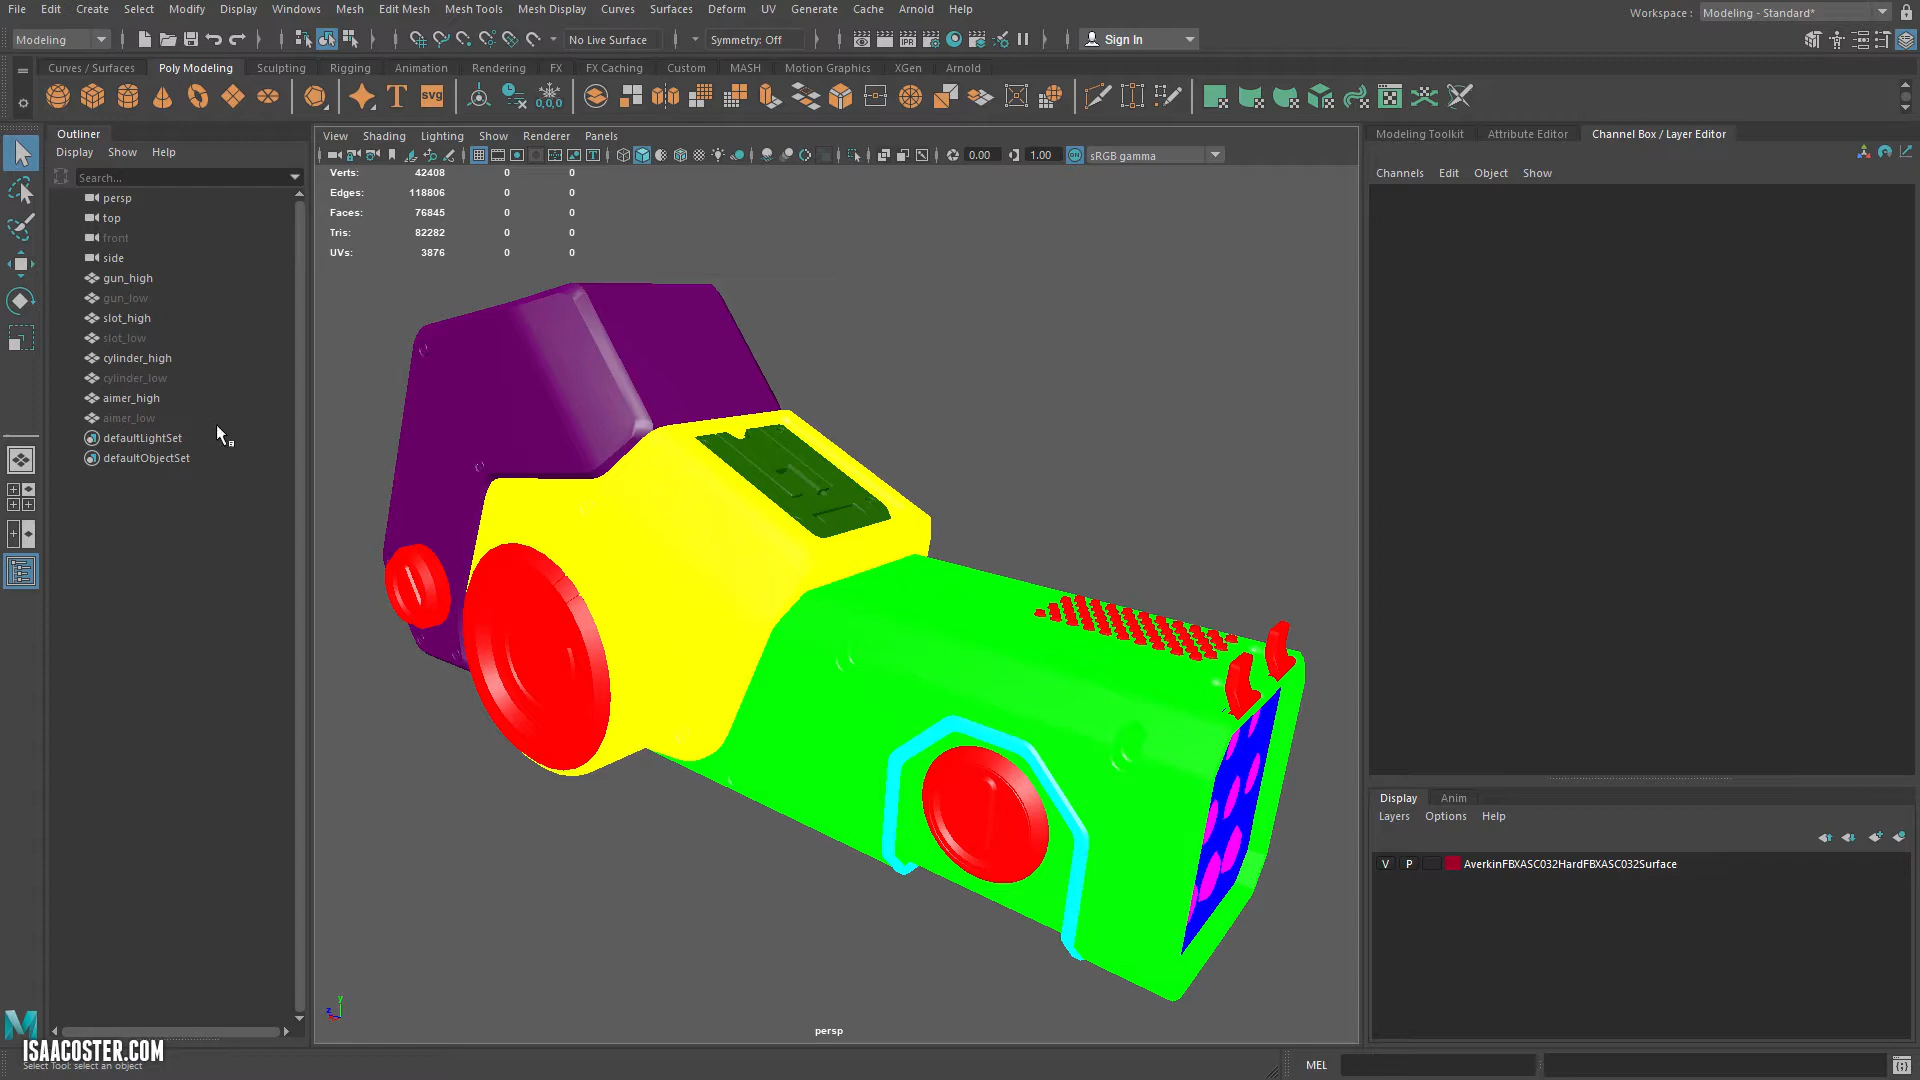 File Edit Create Select Modify Display Windows Mesh Edit Mesh Mesh Tools Mesh Display Curves Surfaces Deform UV Generate Cache Arnold Help
Workspace : Modeling - Standard*
Modeling No Live Surface Symmetry: Off Sign In
Curves / Surfaces Poly Modeling Sculpting Rigging Animation Rendering FX FX Caching Custom MASH Motion Graphics XGen Arnold
T svg 0,0,0
Outliner
Display Show Help
Search...
persp
top
front
side
gun_high
gun_low
slot_high
slot_low
cylinder_high
cylinder_low
aimer_high
aimer_low
defaultLightSet
defaultObjectSet
View Shading Lighting Show Renderer Panels
0.00 1.00 sRGB gamma
Verts: 42408 0 0
Edges: 118806 0 0
Faces: 76845 0 0
Tris: 82282 0 0
UVs: 3876 0 0
y
z
persp
Modeling Toolkit Attribute Editor Channel Box / Layer Editor
Channels Edit Object Show
Display Anim
Layers Options Help
V P AverkinFBXASC032HardFBXASC032Surface
M
ISAACOSTER.COM
Select Tool: select an object
MEL